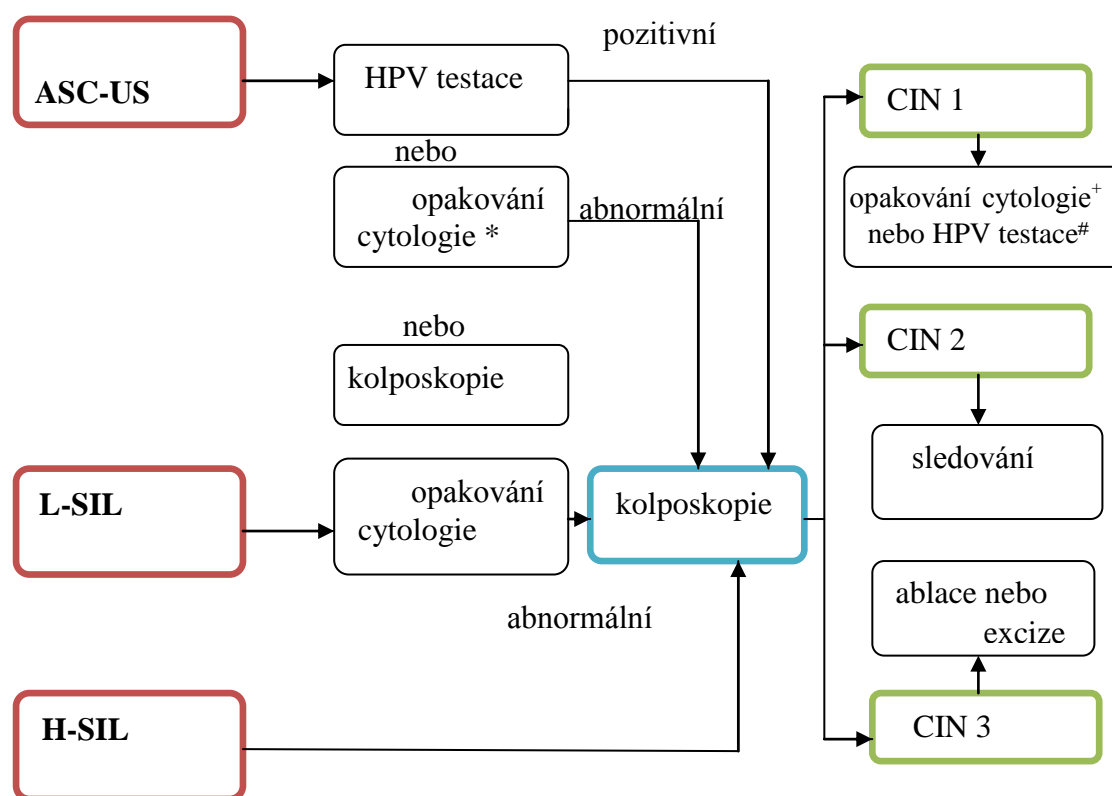 ASC-US
HPV testace
pozitivní
nebo
opakování
cytologie *
abnormální
nebo
kolposkopie
L-SIL
opakování
cytologie
kolposkopie
abnormální
H-SIL
CIN 1
opakování cytologie⁺
nebo HPV testace^#
CIN 2
sledování
ablace nebo
excize
CIN 3